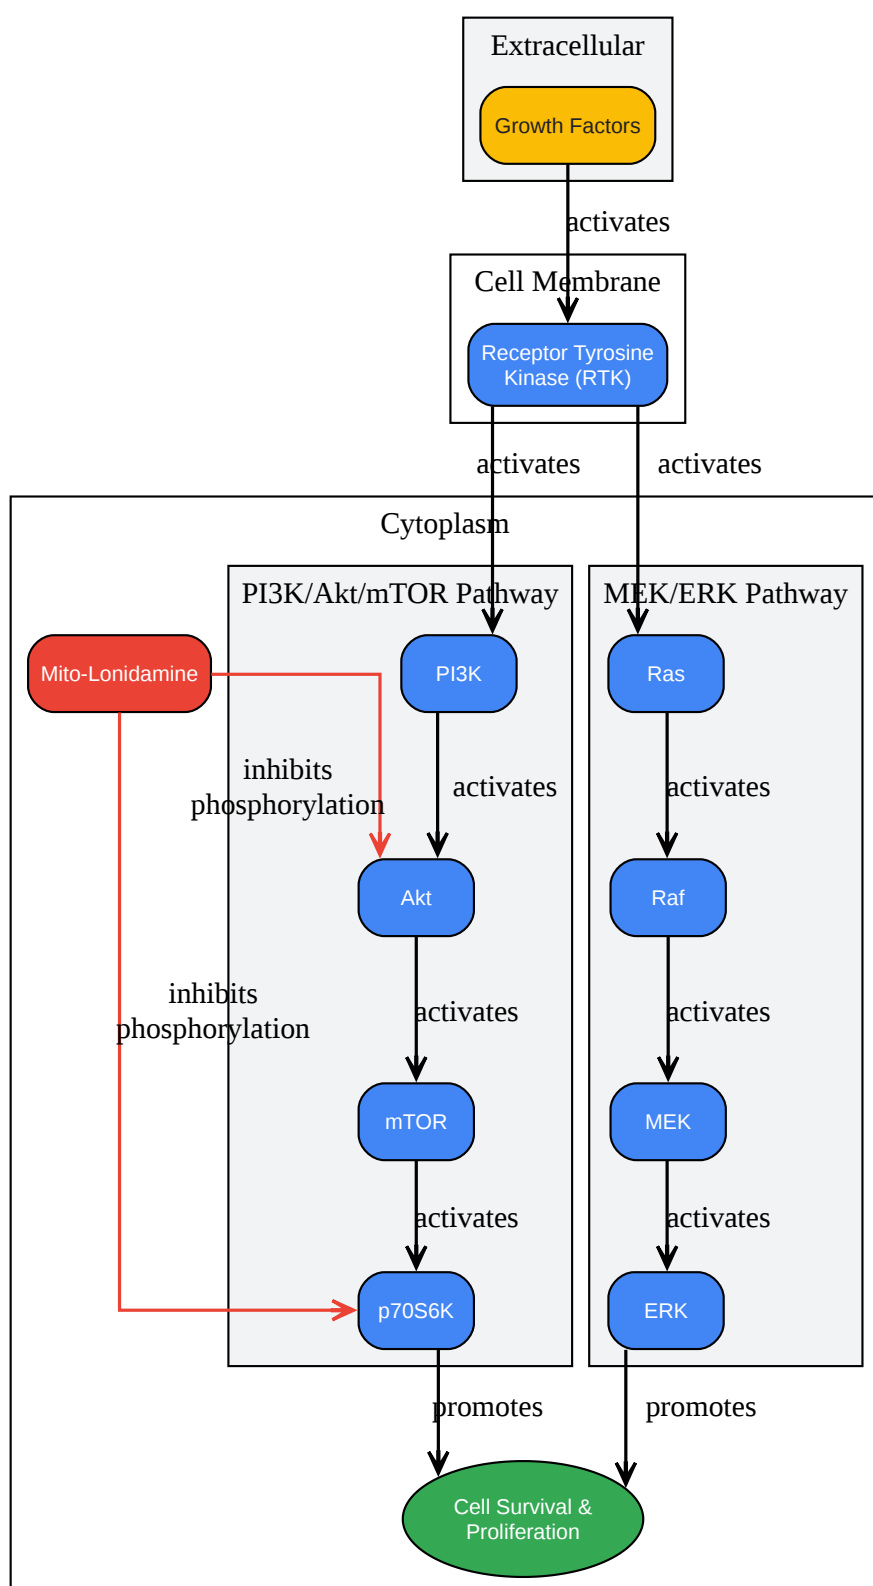 Extracellular
Growth Factors
activates
Cell Membrane
Receptor Tyrosine
Kinase (RTK)
activates
activates
Cytoplasm
PI3K/Akt/mTOR Pathway
MEK/ERK Pathway
Mito-Lonidamine
PI3K
Ras
inhibits
phosphorylation
activates
activates
Akt
Raf
inhibits
phosphorylation
activates
activates
mTOR
MEK
activates
activates
p70S6K
ERK
promotes
promotes
Cell Survival &
Proliferation